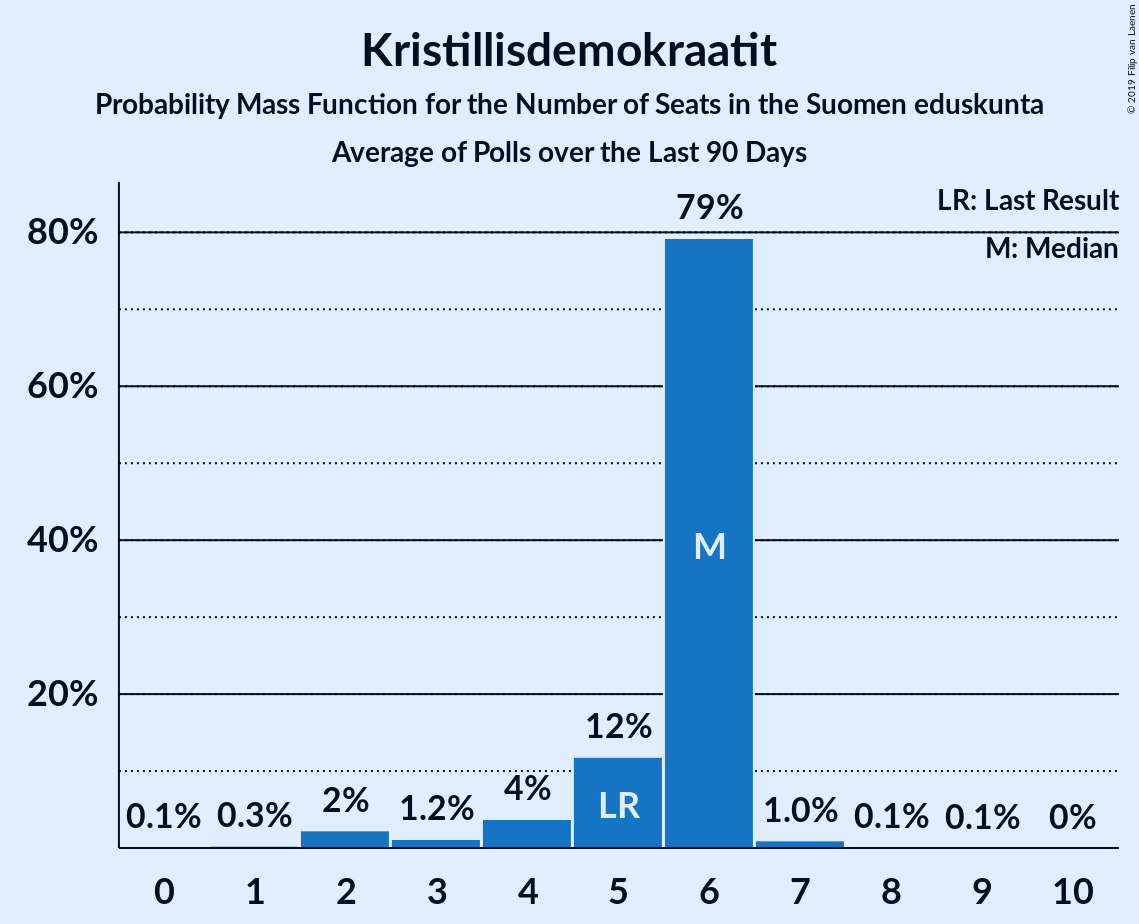 Kristillisdemokraatit
Probability Mass Function for the Number of Seats in the Suomen eduskunta
Average of Polls over the Last 90 Days
© 2019 Filip van Laenen
LR: Last Result
M: Median
80%
60%
40%
20%
0.1%
0.3%
2%
1.2%
4%
12%
79%
1.0%
0.1%
0.1%
0%
LR
M
0 1 2 3 4 5 6 7 8 9 10